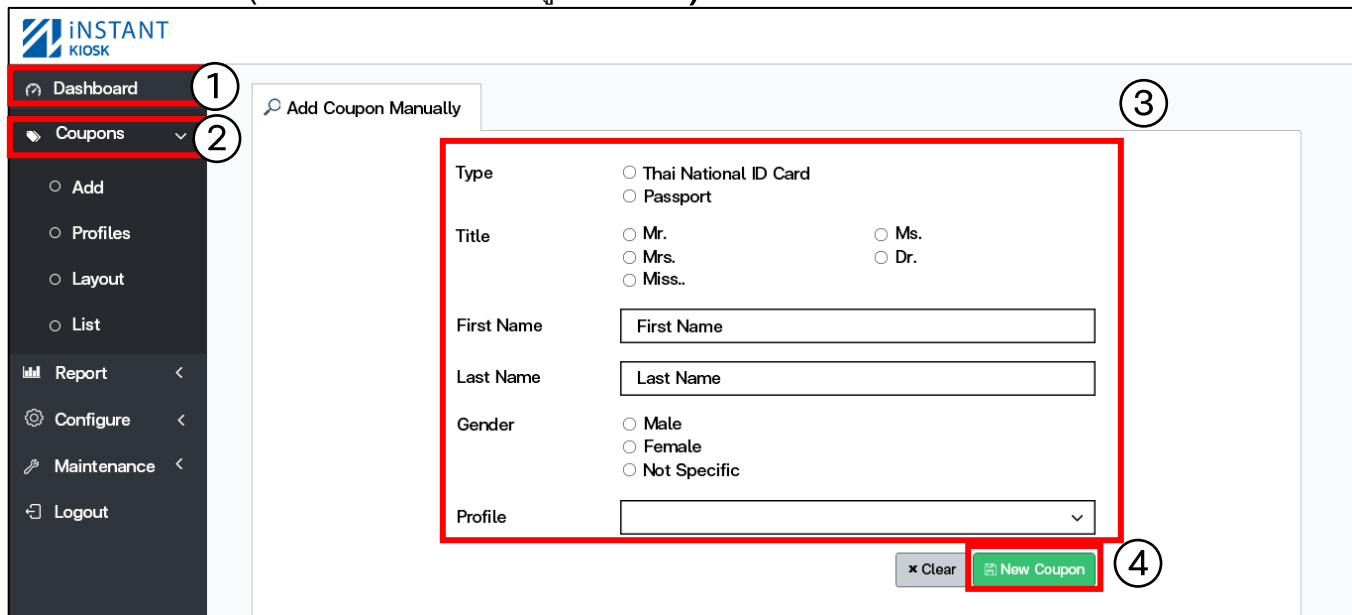 iNSTANT
KIOSK
Dashboard
1
Coupons
2
Add
Profiles
Layout
List
Report
Configure
Maintenance
Logout
Add Coupon Manually
3
Type
Thai National ID Card
Passport
Title
Mr.
Ms.
Mrs.
Dr.
Miss..
First Name
First Name
Last Name
Last Name
Gender
Male
Female
Not Specific
Profile
× Clear
New Coupon
4